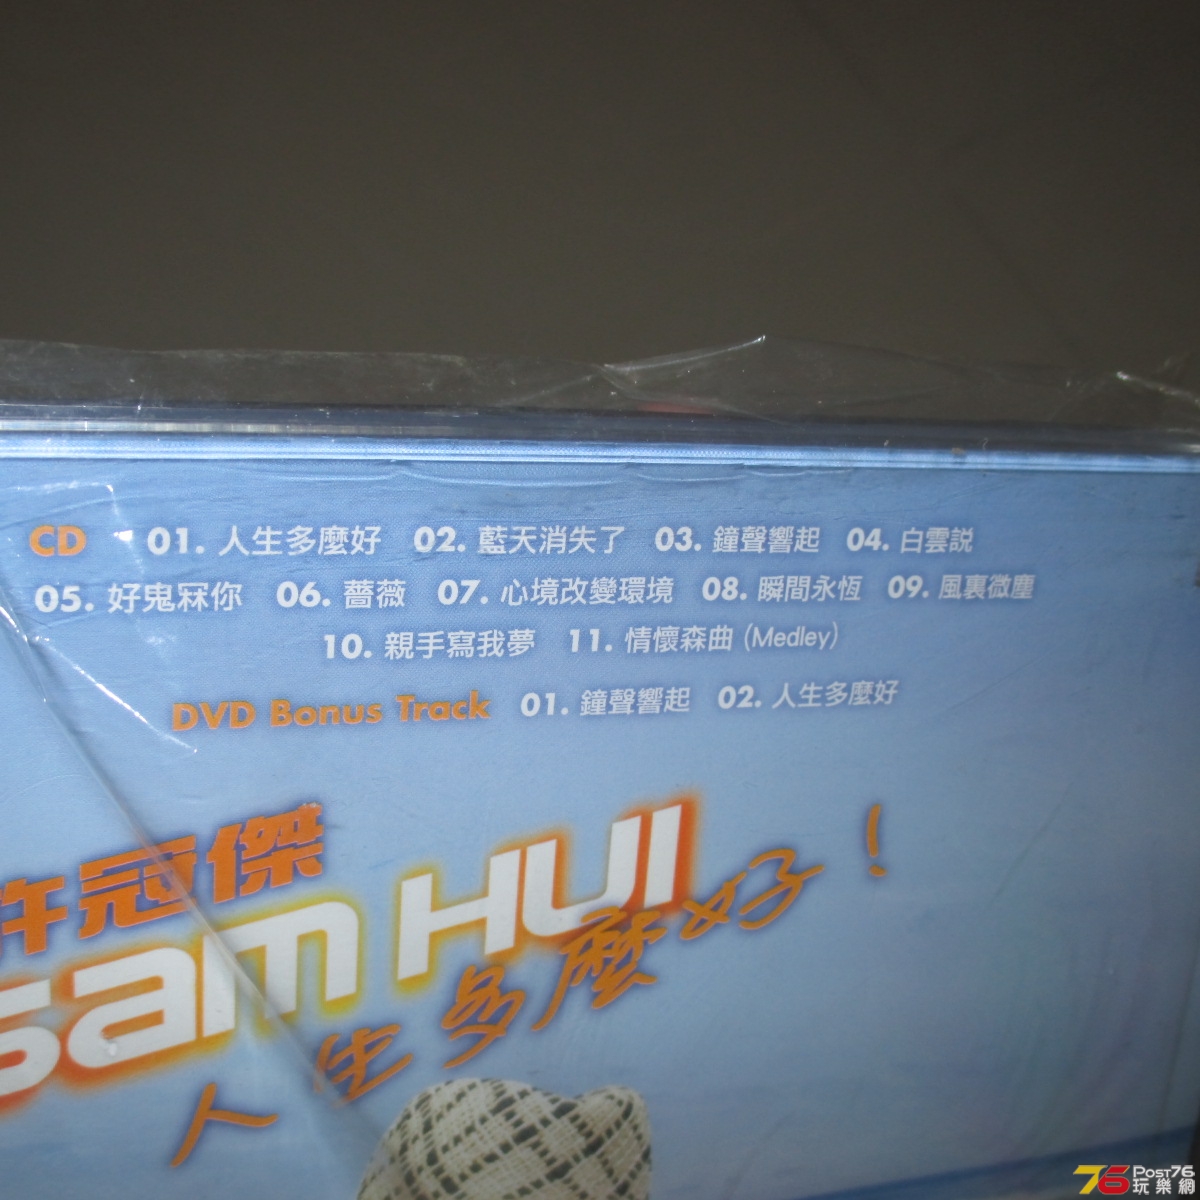 CD 01. 人生多麼好 02. 藍天消失了 03. 鐘聲響起 04. 白雲説
05. 好鬼冧你 06. 薔薇 07. 心境改變環境 08. 瞬間永恆 09. 風裏微塵
10. 親手寫我夢 11. 情懷森曲 (Medley)
DVD Bonus Track 01. 鐘聲響起 02. 人生多麼好
許冠傑
Sam HUI
人生多麼好!
76 Post76
玩樂網